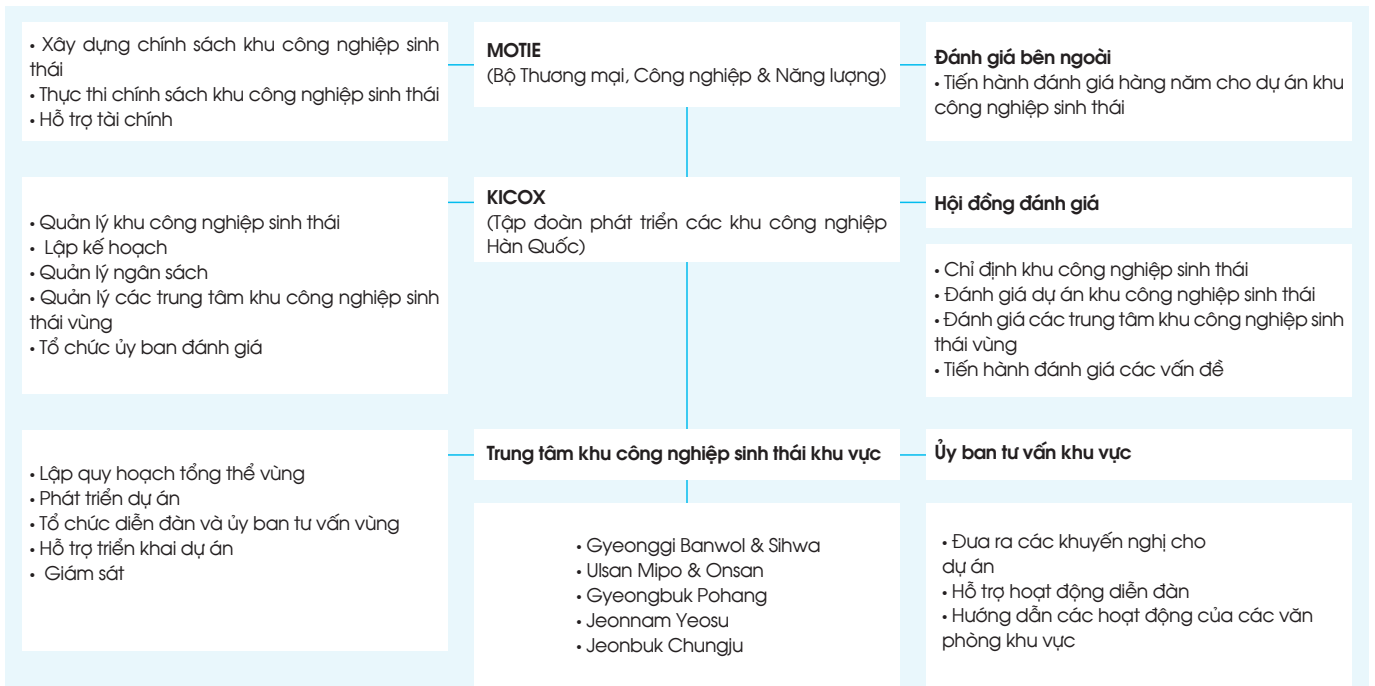 • Xây dựng chính sách khu công nghiệp sinh
thái
• Thực thi chính sách khu công nghiệp sinh thái
• Hỗ trợ tài chính
MOTIE
(Bộ Thương mại, Công nghiệp & Năng lượng)
Đánh giá bên ngoài
• Tiến hành đánh giá hàng năm cho dự án khu
công nghiệp sinh thái
• Quản lý khu công nghiệp sinh thái
• Lập kế hoạch
• Quản lý ngân sách
• Quản lý các trung tâm khu công nghiệp sinh
thái vùng
• Tổ chức ủy ban đánh giá
KICOX
(Tập đoàn phát triển các khu công nghiệp
Hàn Quốc)
Hội đồng đánh giá
• Chỉ định khu công nghiệp sinh thái
• Đánh giá dự án khu công nghiệp sinh thái
• Đánh giá các trung tâm khu công nghiệp sinh
thái vùng
• Tiến hành đánh giá các vấn đề
• Lập quy hoạch tổng thể vùng
• Phát triển dự án
• Tổ chức diễn đàn và ủy ban tư vấn vùng
• Hỗ trợ triển khai dự án
• Giám sát
Trung tâm khu công nghiệp sinh thái khu vực
• Gyeonggi Banwol & Sihwa
• Ulsan Mipo & Onsan
• Gyeongbuk Pohang
• Jeonnam Yeosu
• Jeonbuk Chungju
Ủy ban tư vấn khu vực
• Đưa ra các khuyến nghị cho
dự án
• Hỗ trợ hoạt động diễn đàn
• Hướng dẫn các hoạt động của các văn
phòng khu vực